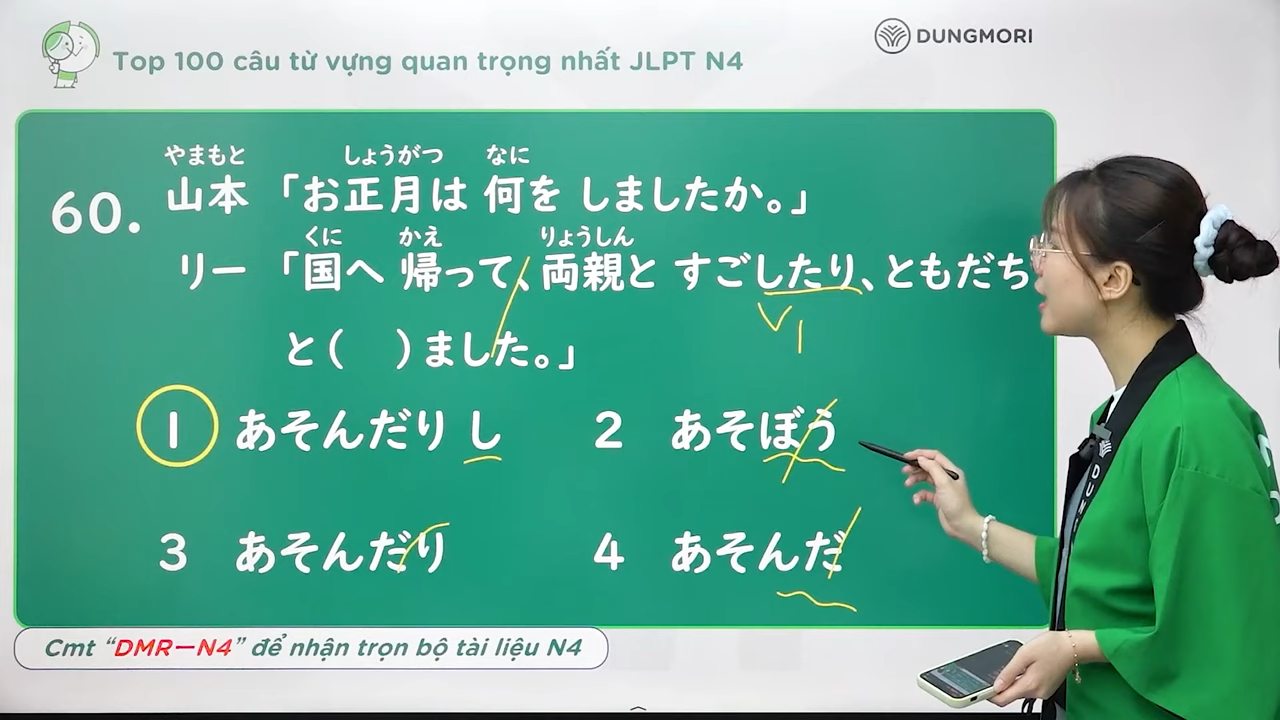 Top 100 câu từ vựng quan trọng nhất JLPT N4
DUNGMORI
やまもと しょうがつ なに
60. 山本 「お正月は 何を しましたか。」
くに かえ りょうしん
リー 「国へ 帰って、両親と すごしたり、ともだち
と( )ました。」
1 あそんだり し 2 あそぼう
3 あそんだり 4 あそんだ
Cmt “DMR—N4” để nhận trọn bộ tài liệu N4